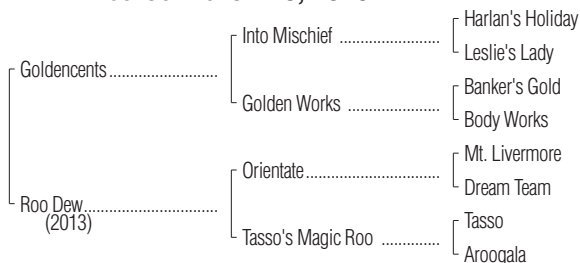 Harlan's Holiday
Into Mischief ....................
Leslie's Lady
Goldencents ......................
Banker's Gold
Golden Works ....................
Body Works
Mt. Livermore
Orientate ...........................
Dream Team
Roo Dew ...........................
(2013)
Tasso
Tasso's Magic Roo ..............
Aroogala